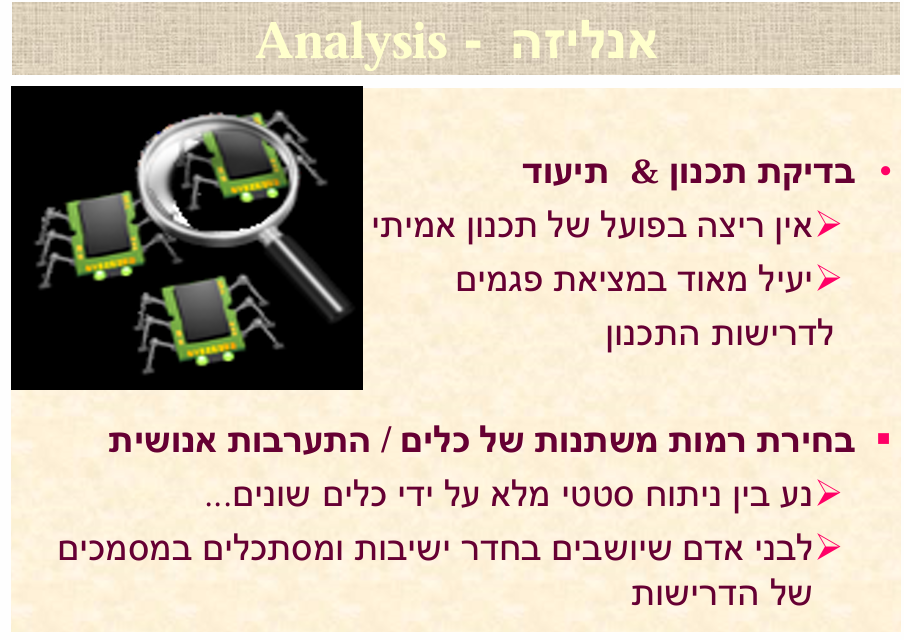 אנליזה - Analysis
• בדיקת תכנון & תיעוד
➢אין ריצה בפועל של תכנון אמיתי
➢יעיל מאוד במציאת פגמים
לדרישות התכנון
▪ בחירת רמות משתנות של כלים / התערבות אנושית
➢נע בין ניתוח סטטי מלא על ידי כלים שונים...
➢לבני אדם שיושבים בחדר ישיבות ומסתכלים במסמכים
של הדרישות